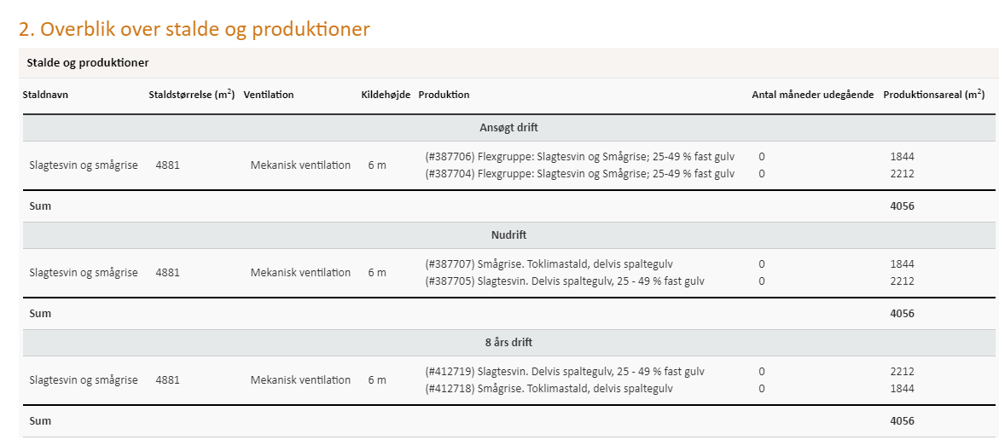 2. Overblik over stalde og produktioner
Stalde og produktioner
Staldnavn Staldstørrelse (m²) Ventilation Kildehøjde Produktion Antal måneder udegående Produktionsareal (m²)
Ansøgt drift
Slagtesvin og smågrise 4881 Mekanisk ventilation 6 m (#387706) Flexgruppe: Slagtesvin og Smågrise; 25-49 % fast gulv 0 1844
(#387704) Flexgruppe: Slagtesvin og Smågrise; 25-49 % fast gulv 0 2212
Sum 4056
Nudrift
Slagtesvin og smågrise 4881 Mekanisk ventilation 6 m (#387707) Smågrise. Toklimastald, delvis spaltegulv 0 1844
(#387705) Slagtesvin. Delvis spaltegulv, 25 - 49 % fast gulv 0 2212
Sum 4056
8 års drift
Slagtesvin og smågrise 4881 Mekanisk ventilation 6 m (#412719) Slagtesvin. Delvis spaltegulv, 25 - 49 % fast gulv 0 2212
(#412718) Smågrise. Toklimastald, delvis spaltegulv 0 1844
Sum 4056